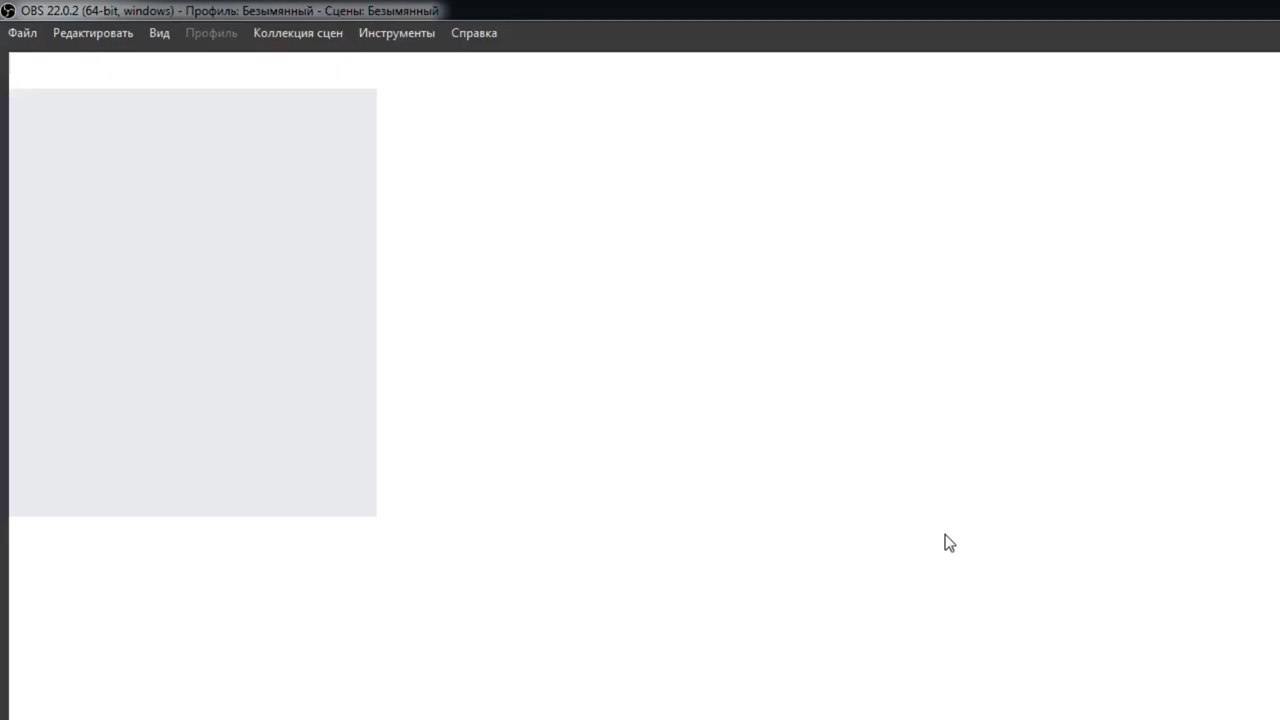 OBS 22.0.2 (64-bit, windows) - Профиль: Безымянный - Сцены: Безымянный
Файл Редактировать Вид Профиль Коллекция сцен Инструменты Справка